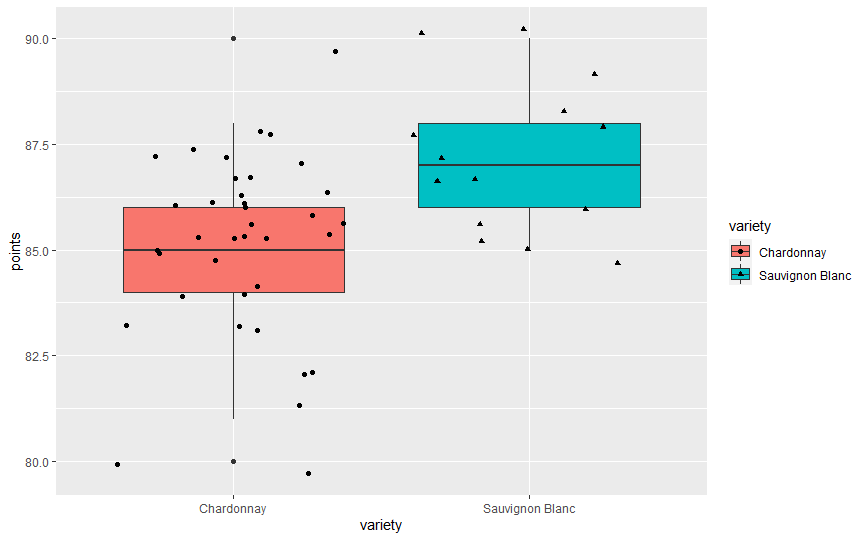 90.0
87.5
85.0
82.5
80.0
points
Chardonnay
Sauvignon Blanc
variety
variety
Chardonnay
Sauvignon Blanc